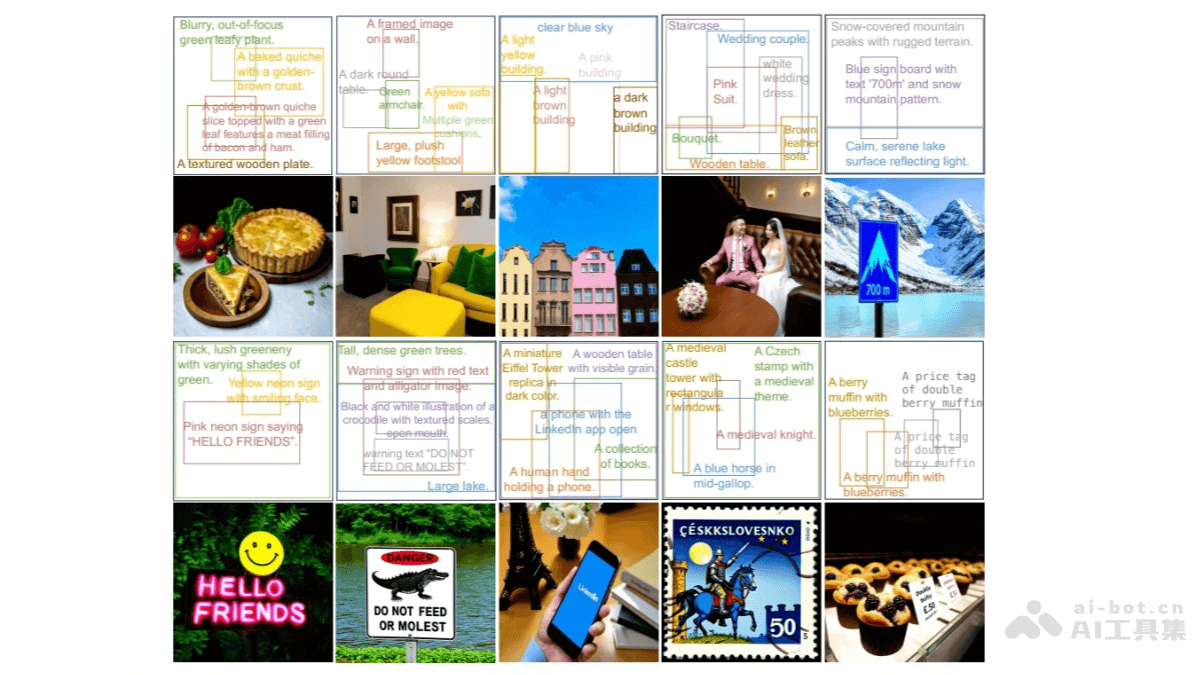 Blurry, out-of-focus
green leafy plant.
A baked quiche
with a golden-
brown crust.
A golden-brown quiche
slice topped with a green
leaf features a meat filling
of bacon and ham.
A textured wooden plate.
A framed image
on a wall.
A dark round
table.
Green
armchair.
A yellow sofa
with
Multiple green
cushions.
Large, plush
yellow footstool
clear blue sky
A light
yellow
building.
A pink
building
A light
brown
building
a dark
brown
building
Staircase.
Wedding couple.
white
wedding
dress.
Pink
Suit.
Bouquet.
Brown
leather
sofa.
Wooden table.
Snow-covered mountain
peaks with rugged terrain.
Blue sign board with
text '700m' and snow
mountain pattern.
Calm, serene lake
surface reflecting light.
700 m
Thick, lush greeneny
with varying shades of
green.
Yellow neon sign
with smiling face.
Pink neon sign saying
“HELLO FRIENDS”.
Tall, dense green trees.
Warning sign with red text
and alligator image.
Black and white illustration of a
crocodile with textured scales,
open mouth.
warning text “DO NOT
FEED OR MOLEST”.
Large lake.
A miniature
Eiffel Tower
replica in
dark color.
A wooden table
with visible grain.
a phone with the
LinkedIn app open
A collection
of books.
A human hand
holding a phone.
A medieval
castle
tower with
rectangula
r windows.
A Czech
stamp with
a medieval
theme.
A medieval knight.
A blue horse in
mid-gallop.
A berry
muffin with
blueberries.
A price tag
of double
berry muffin
A price tag
of double
berry muffin
A berry muffin with
blueberries.
HELLO
FRIENDS
DANGER
DO NOT FEED
OR MOLEST
LinkedIn
ČESKKSLOVESNKO
50
£5.50
ai-bot.cn
AI工具集